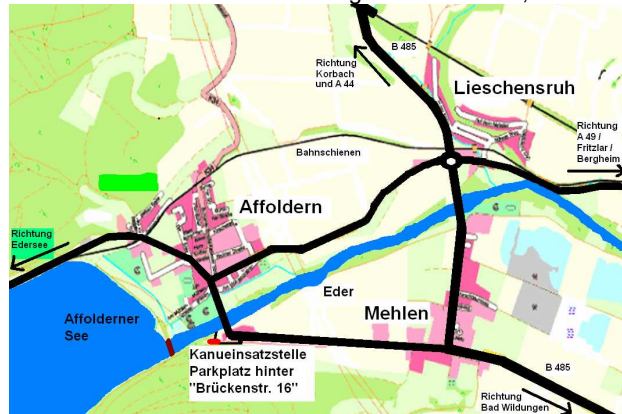 B 485
Richtung
Korbach
und A 44
Lieschensruh
Richtung
A 49 /
Fritzlar /
Bergheim
Bahnschienen
Affoldern
Richtung
Edersee
Eder
Affolderner
See
Mehlen
Kanueinsatzstelle
Parkplatz hinter
"Brückenstr. 16"
B 485
Richtung
Bad Wildungen